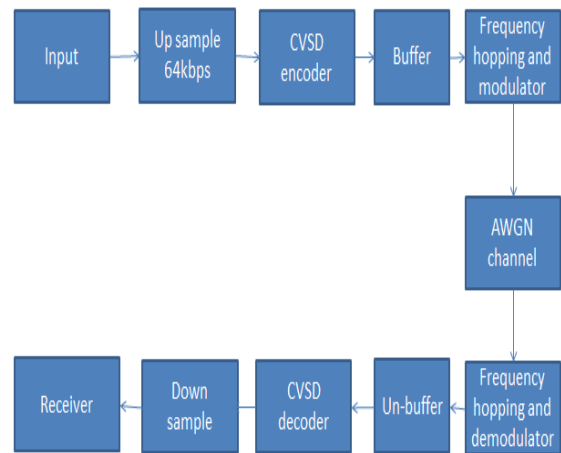 Input
Up sample
64kbps
CVSD
encoder
Buffer
Frequency
hopping and
modulator
AWGN
channel
Frequency
hopping and
demodulator
Un-buffer
CVSD
decoder
Down
sample
Receiver